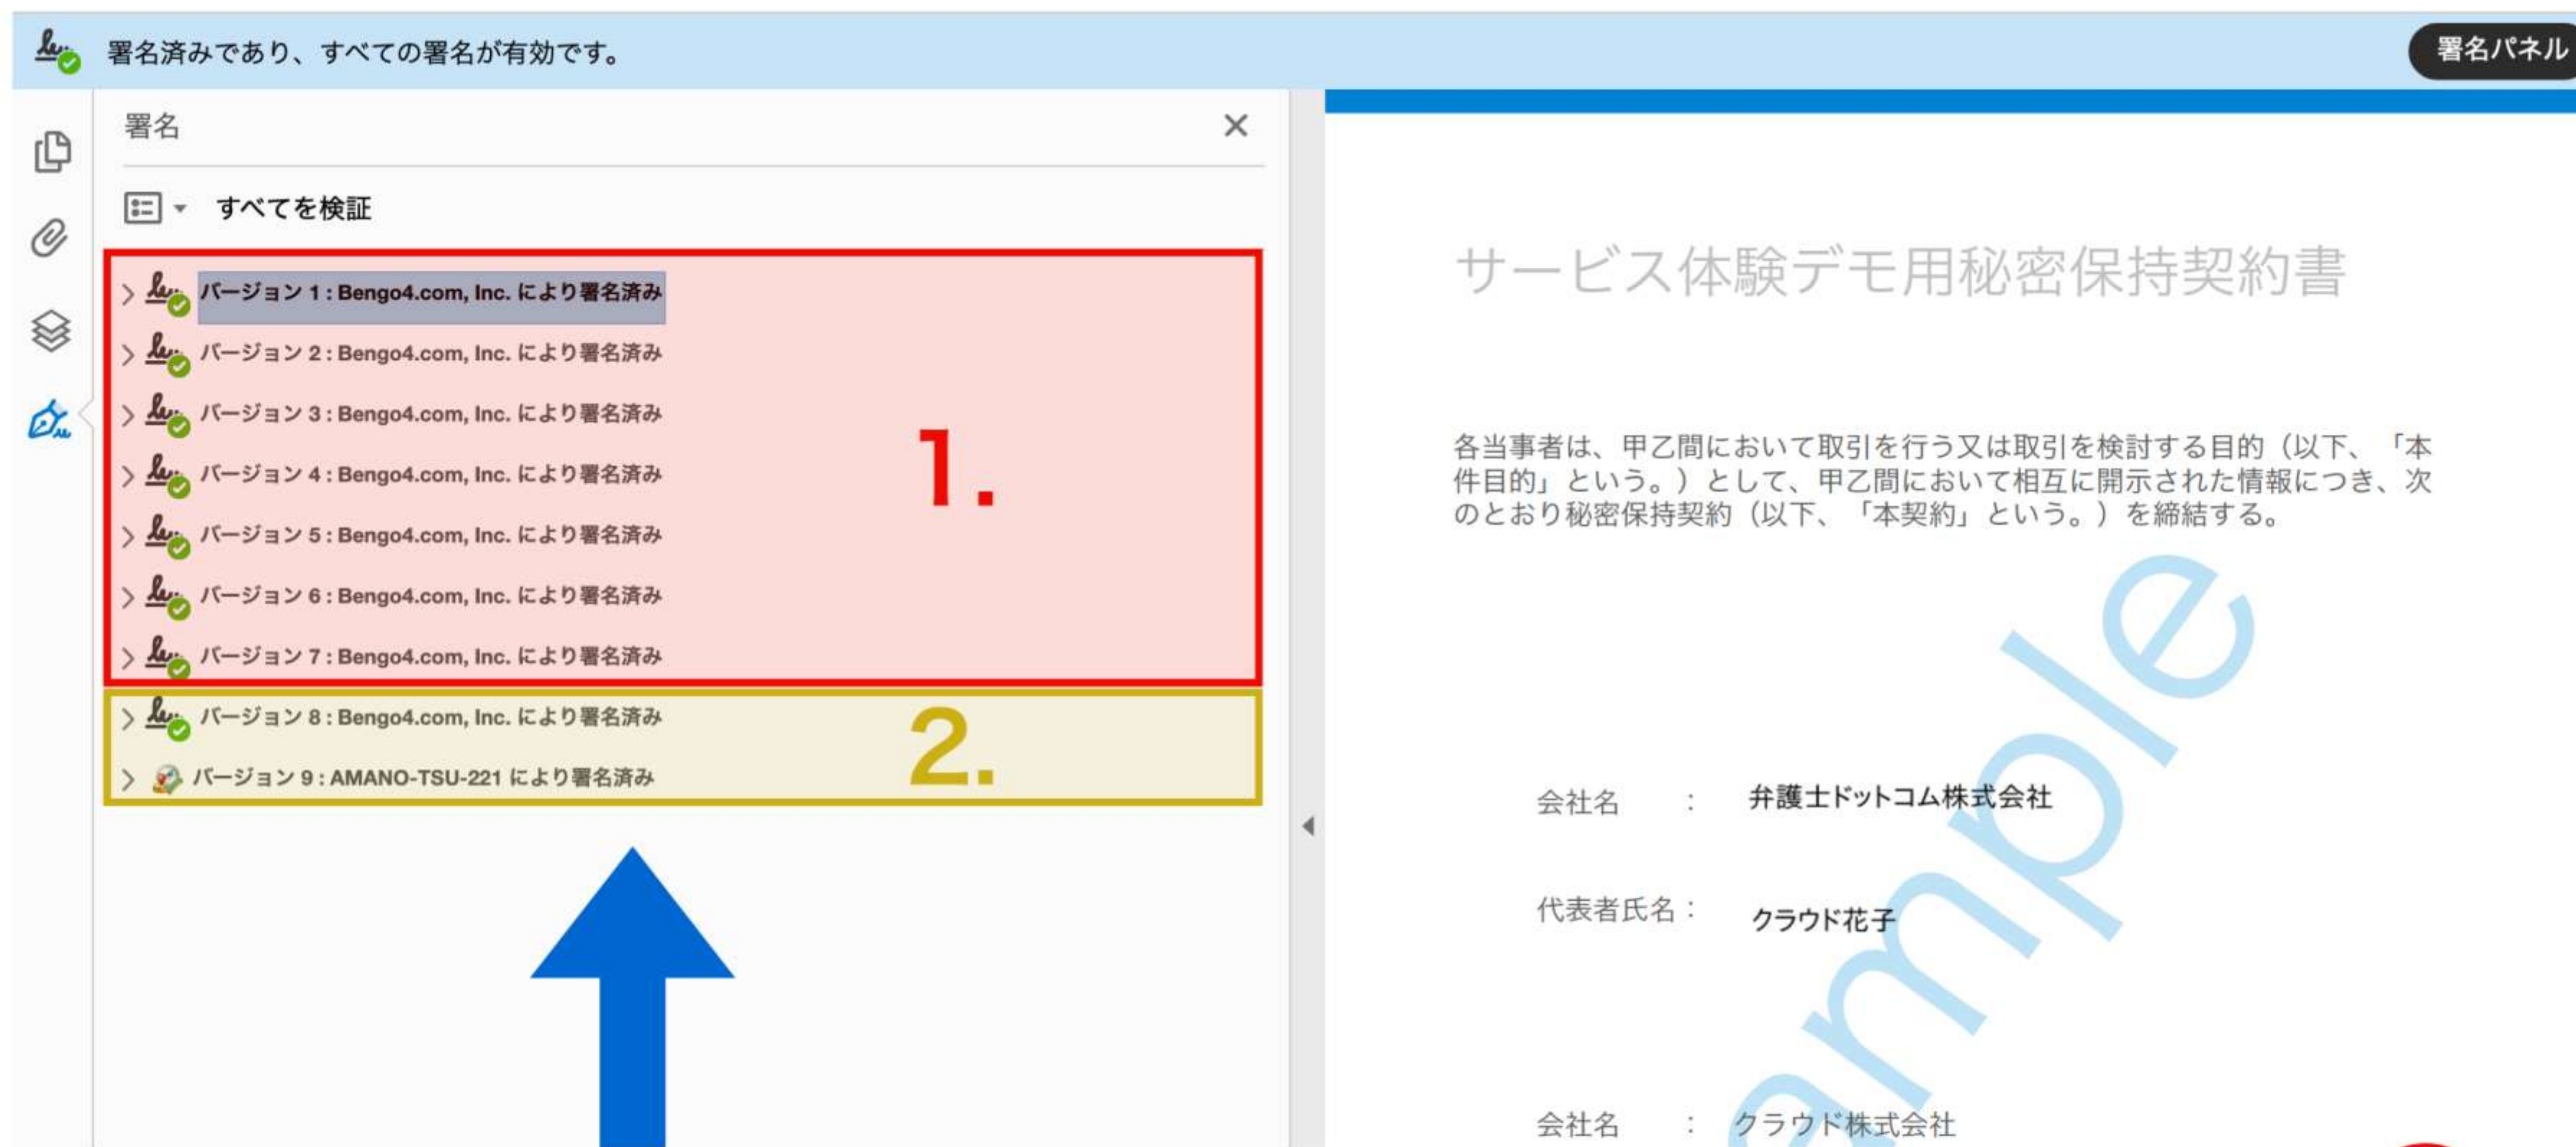 署名済みであり、すべての署名が有効です。
署名パネル
署名
すべてを検証
バージョン 1 : Bengo4.com, Inc. により署名済み
バージョン 2 : Bengo4.com, Inc. により署名済み
バージョン 3 : Bengo4.com, Inc. により署名済み
バージョン 4 : Bengo4.com, Inc. により署名済み
バージョン 5 : Bengo4.com, Inc. により署名済み
バージョン 6 : Bengo4.com, Inc. により署名済み
バージョン 7 : Bengo4.com, Inc. により署名済み
1.
バージョン 8 : Bengo4.com, Inc. により署名済み
バージョン 9 : AMANO-TSU-221 により署名済み
2.
サービス体験デモ用秘密保持契約書
各当事者は、甲乙間において取引を行う又は取引を検討する目的（以下、「本
件目的」という。）として、甲乙間において相互に開示された情報につき、次
のとおり秘密保持契約（以下、「本契約」という。）を締結する。
会社名 : 弁護士ドットコム株式会社
代表者氏名： クラウド花子
会社名 : クラウド株式会社
ample